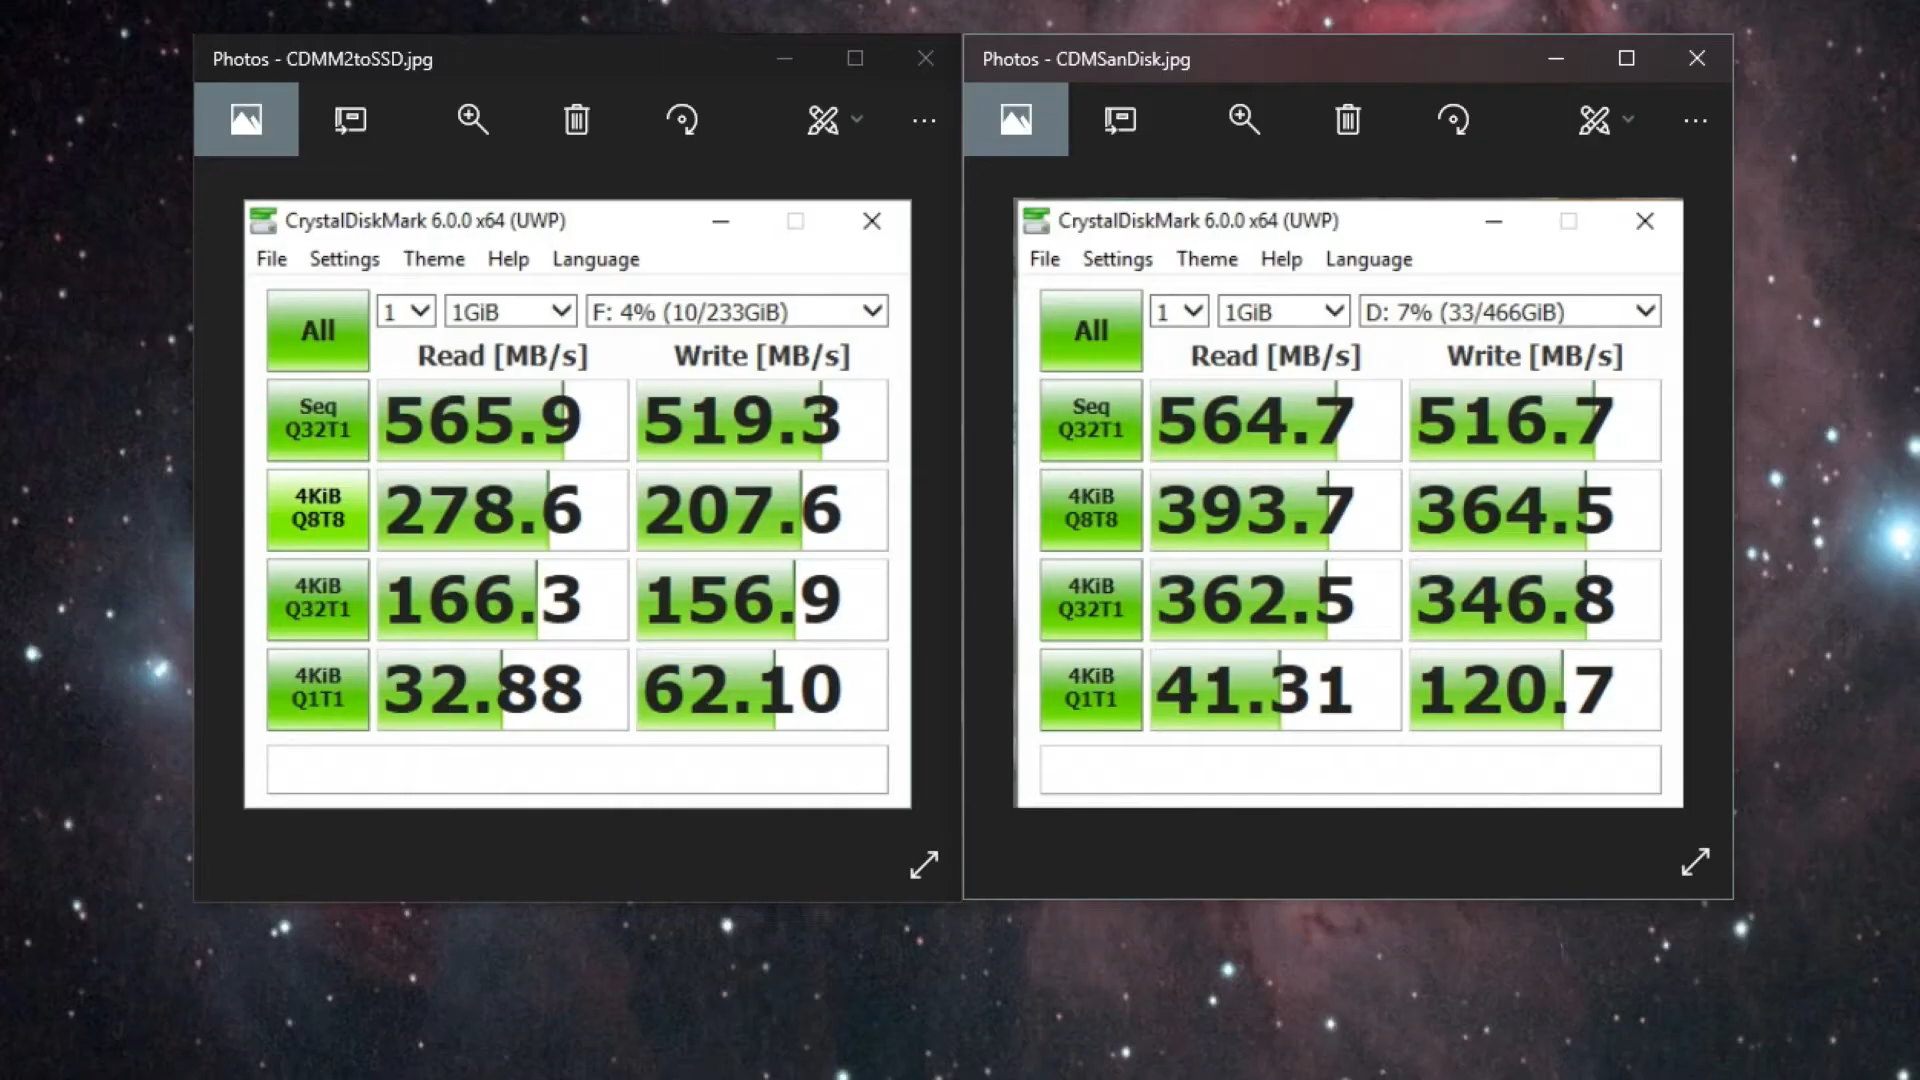 Photos - CDMM2toSSD.jpg
CrystalDiskMark 6.0.0 x64 (UWP)
File Settings Theme Help Language
All 1 1GiB F: 4% (10/233GiB)
Read [MB/s] Write [MB/s]
Seq Q32T1 565.9 519.3
4KiB Q8T8 278.6 207.6
4KiB Q32T1 166.3 156.9
4KiB Q1T1 32.88 62.10
Photos - CDMSanDisk.jpg
CrystalDiskMark 6.0.0 x64 (UWP)
File Settings Theme Help Language
All 1 1GiB D: 7% (33/466GiB)
Read [MB/s] Write [MB/s]
Seq Q32T1 564.7 516.7
4KiB Q8T8 393.7 364.5
4KiB Q32T1 362.5 346.8
4KiB Q1T1 41.31 120.7